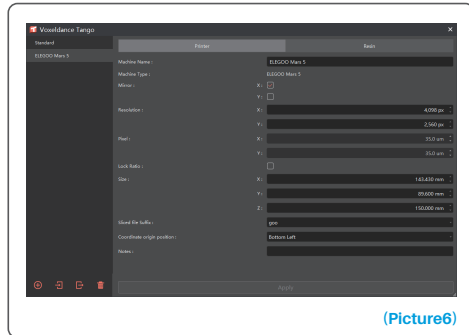 Voxeldance Tango
Standard
ELEGOO Mars 5
Printer Resin
Machine Name : ELEGOO Mars 5
Machine Type : ELEGOO Mars 5
Mirror : X :
Y :
Resolution : X : 4,098 px
Y : 2,560 px
Pixel : X : 35.0 um
Y : 35.0 um
Lock Ratio :
Size : X : 143.430 mm
Y : 89.600 mm
Z : 150.000 mm
Sliced file Suffix : goo
Coordinate origin position : Bottom Left
Notes :
Apply
(Picture6)